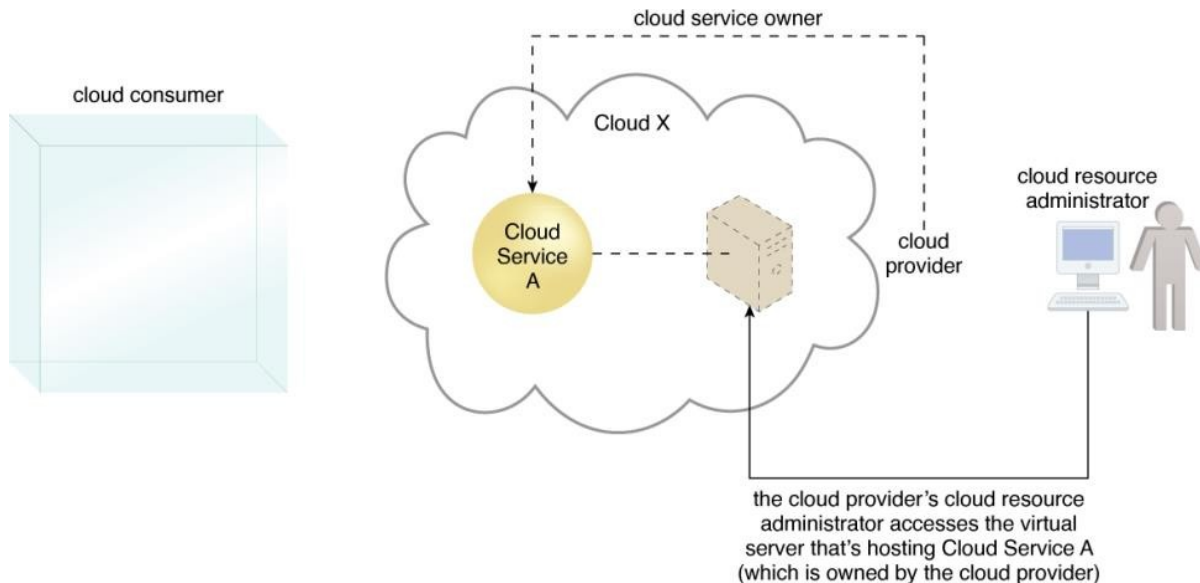 cloud service owner
cloud consumer
Cloud X
cloud resource
administrator
Cloud
Service
A
cloud
provider
the cloud provider’s cloud resource
administrator accesses the virtual
server that’s hosting Cloud Service A
(which is owned by the cloud provider)